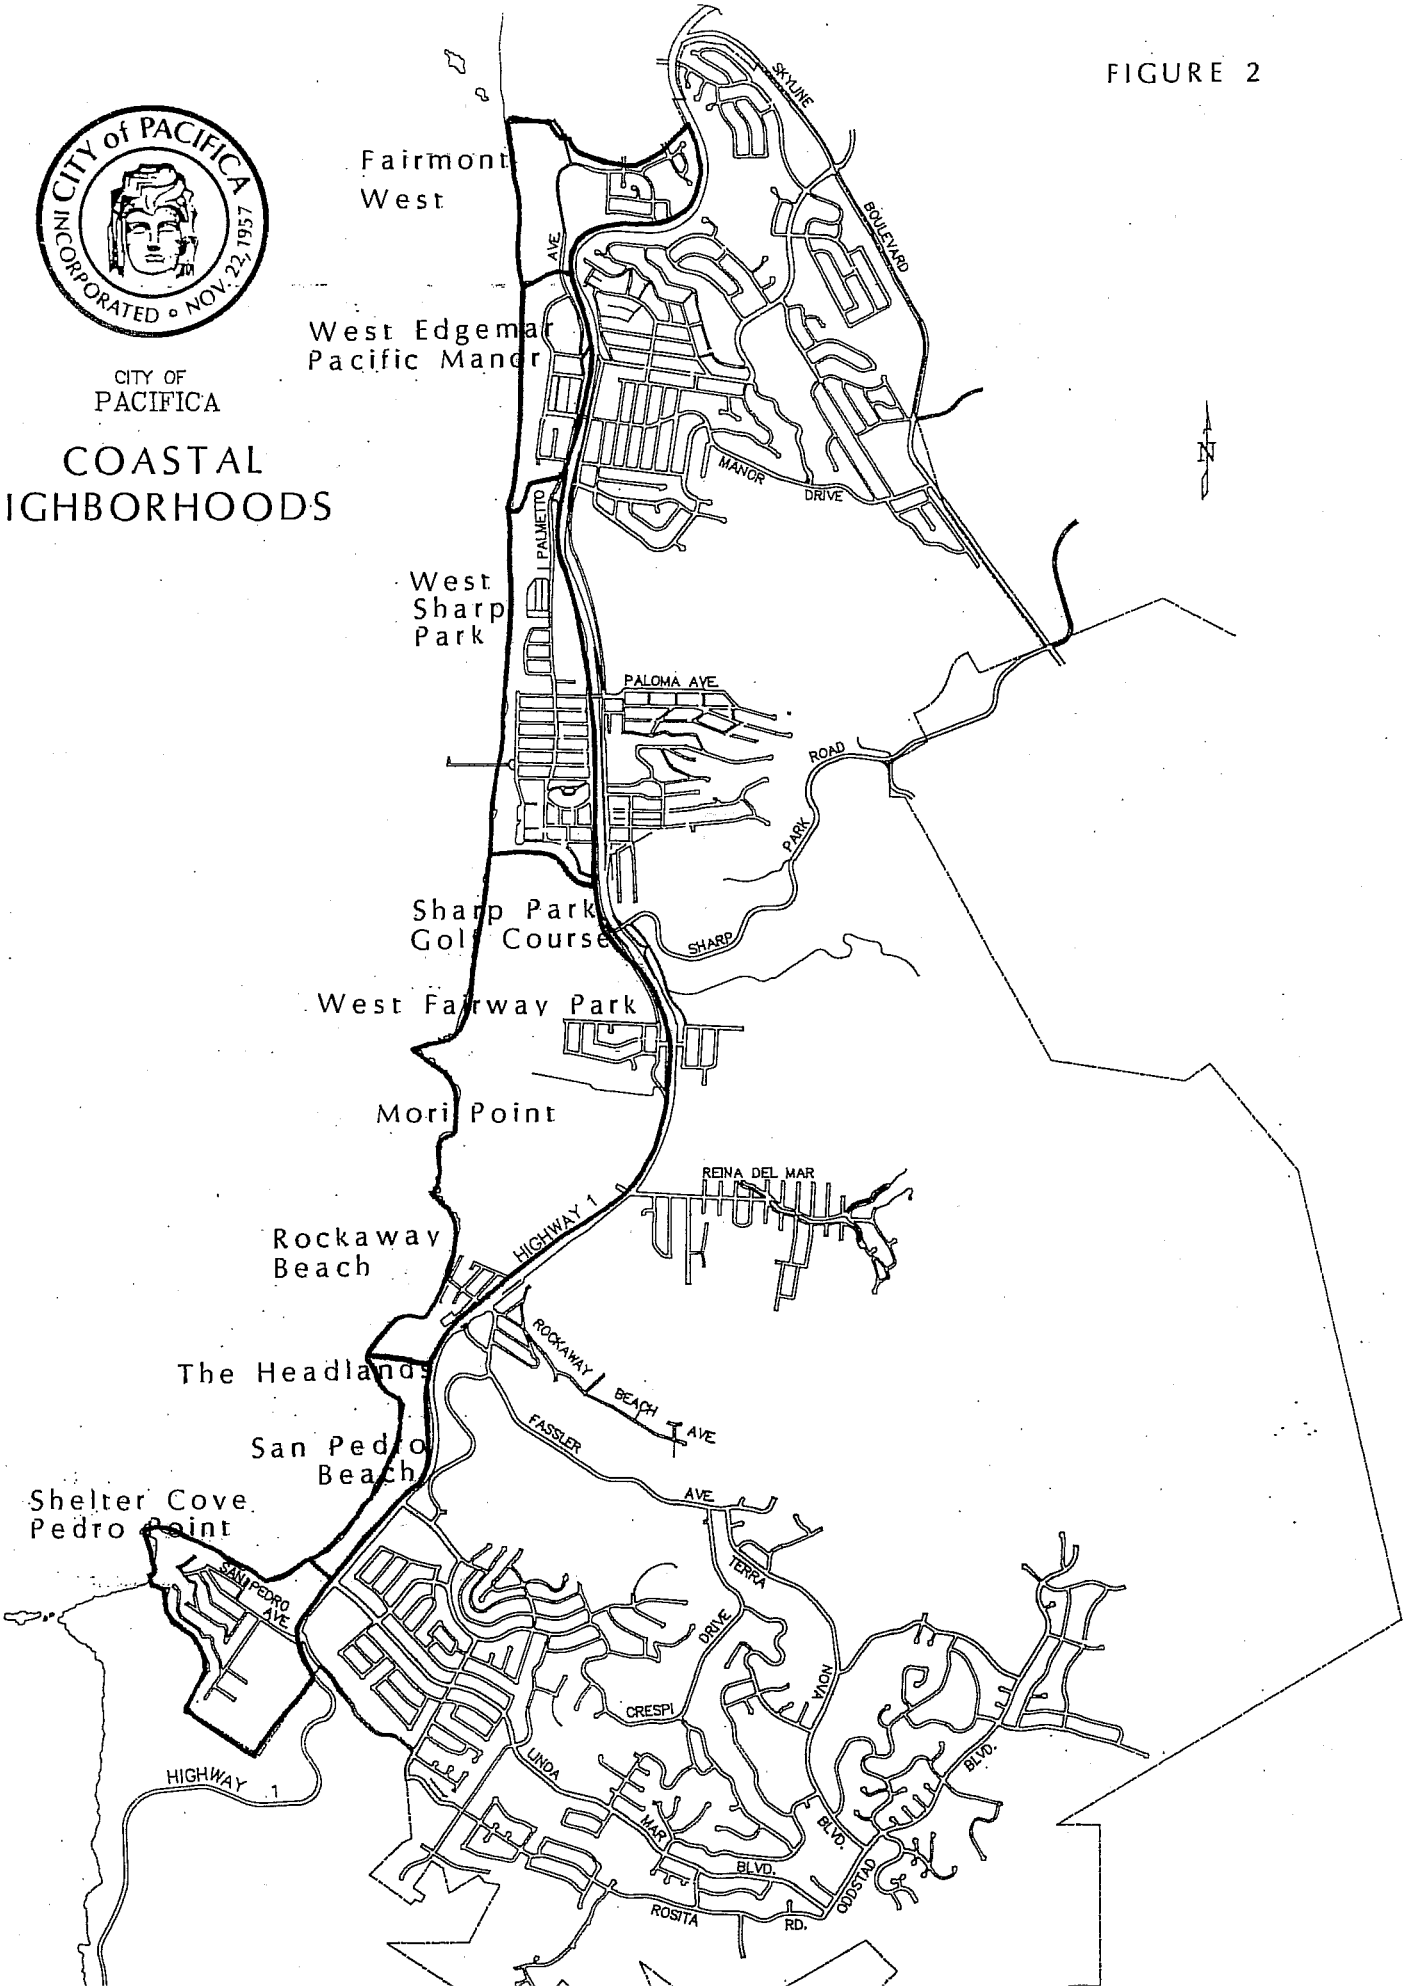 FIGURE 2
CITY of PACIFICA
INCORPORATED • NOV. 22, 1957
CITY OF
PACIFICA
COASTAL
IGHBORHOODS
Fairmont
West
West Edgemar
Pacific Manor
West
Sharp
Park
Sharp Park
Golf Course
West Fairway Park
Mori Point
Rockaway
Beach
The Headlands
San Pedro
Beach
Shelter Cove
Pedro Point
SKYLINE
BOULEVARD
AVE.
N
MANOR
DRIVE
PALMETTO
PALOMA AVE.
ROAD
PARK
SHARP
REINA DEL MAR
HIGHWAY 1
ROCKAWAY
BEACH
AVE
FASSLER
AVE.
TERRA
NOVA
BLVD.
DRIVE
CRESPI
SAN PEDRO
AVE.
HIGHWAY 1
LINDA
MAR
BLVD.
ODDSTAD
BLVD.
ROSITA
RD.